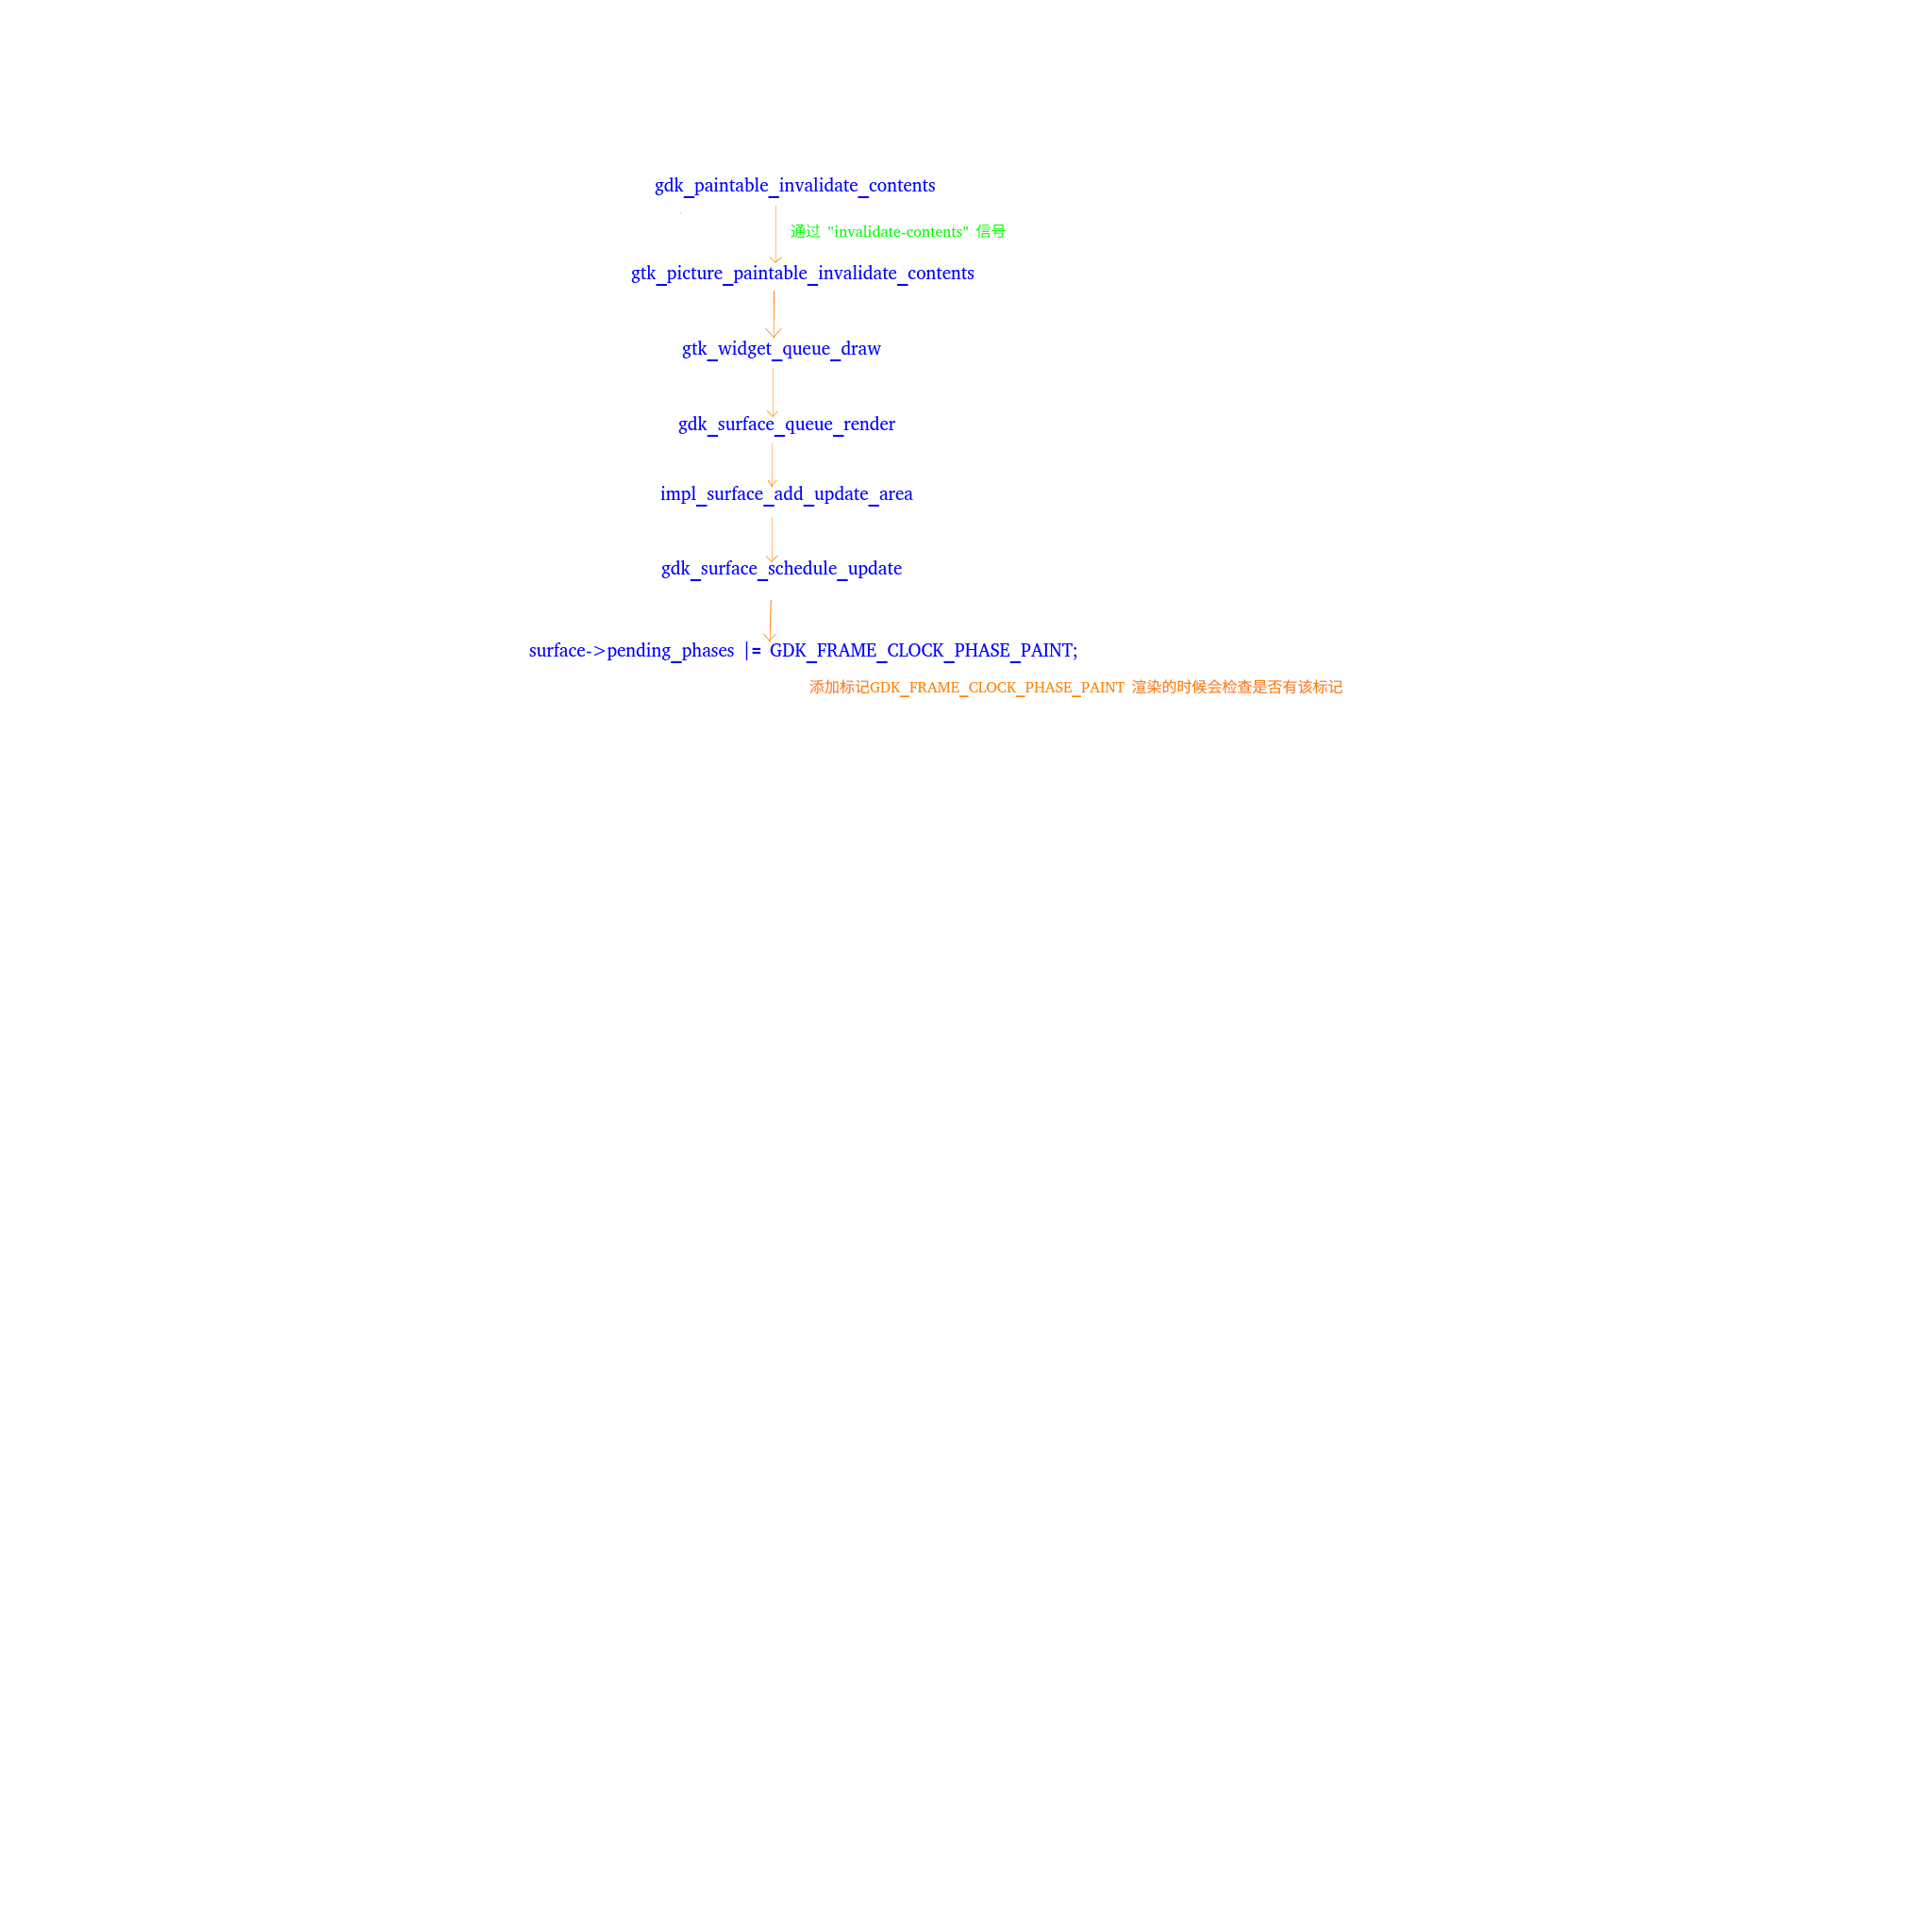 gdk_paintable_invalidate_contents
通过 "invalidate-contents" 信号
gtk_picture_paintable_invalidate_contents
gtk_widget_queue_draw
gdk_surface_queue_render
impl_surface_add_update_area
gdk_surface_schedule_update
surface->pending_phases |= GDK_FRAME_CLOCK_PHASE_PAINT;
添加标记GDK_FRAME_CLOCK_PHASE_PAINT 渲染的时候会检查是否有该标记